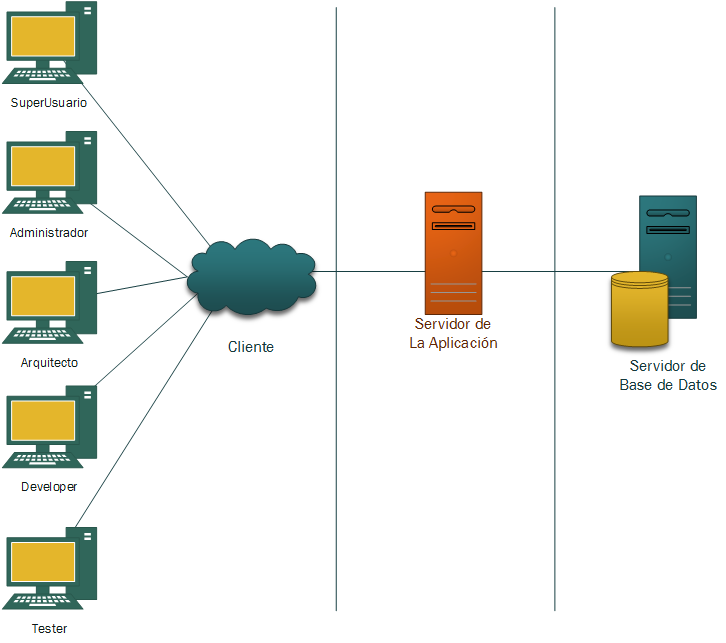 SuperUsuario
Administrador
Arquitecto
Developer
Tester
Cliente
Servidor de
La Aplicación
Servidor de
Base de Datos